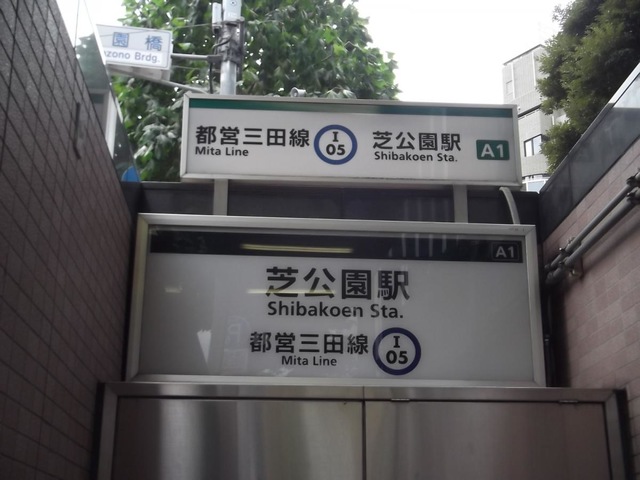 園橋
zono Brdg.
都営三田線 I 05 芝公園駅 A1
Mita Line Shibakoen Sta.
A1
芝公園駅
Shibakoen Sta.
都営三田線 I 05
Mita Line